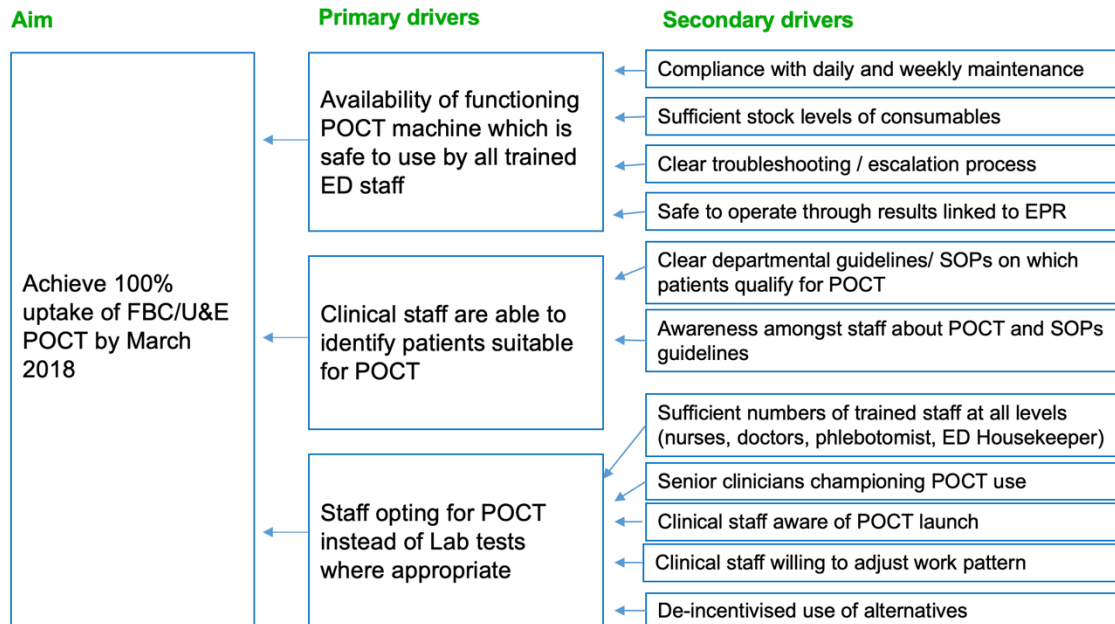 Aim
Primary drivers
Secondary drivers
Achieve 100%
uptake of FBC/U&E
POCT by March
2018
Availability of functioning
POCT machine which is
safe to use by all trained
ED staff
Clinical staff are able to
identify patients suitable
for POCT
Staff opting for POCT
instead of Lab tests
where appropriate
Compliance with daily and weekly maintenance
Sufficient stock levels of consumables
Clear troubleshooting / escalation process
Safe to operate through results linked to EPR
Clear departmental guidelines/ SOPs on which
patients qualify for POCT
Awareness amongst staff about POCT and SOPs
guidelines
Sufficient numbers of trained staff at all levels
(nurses, doctors, phlebotomist, ED Housekeeper)
Senior clinicians championing POCT use
Clinical staff aware of POCT launch
Clinical staff willing to adjust work pattern
De-incentivised use of alternatives